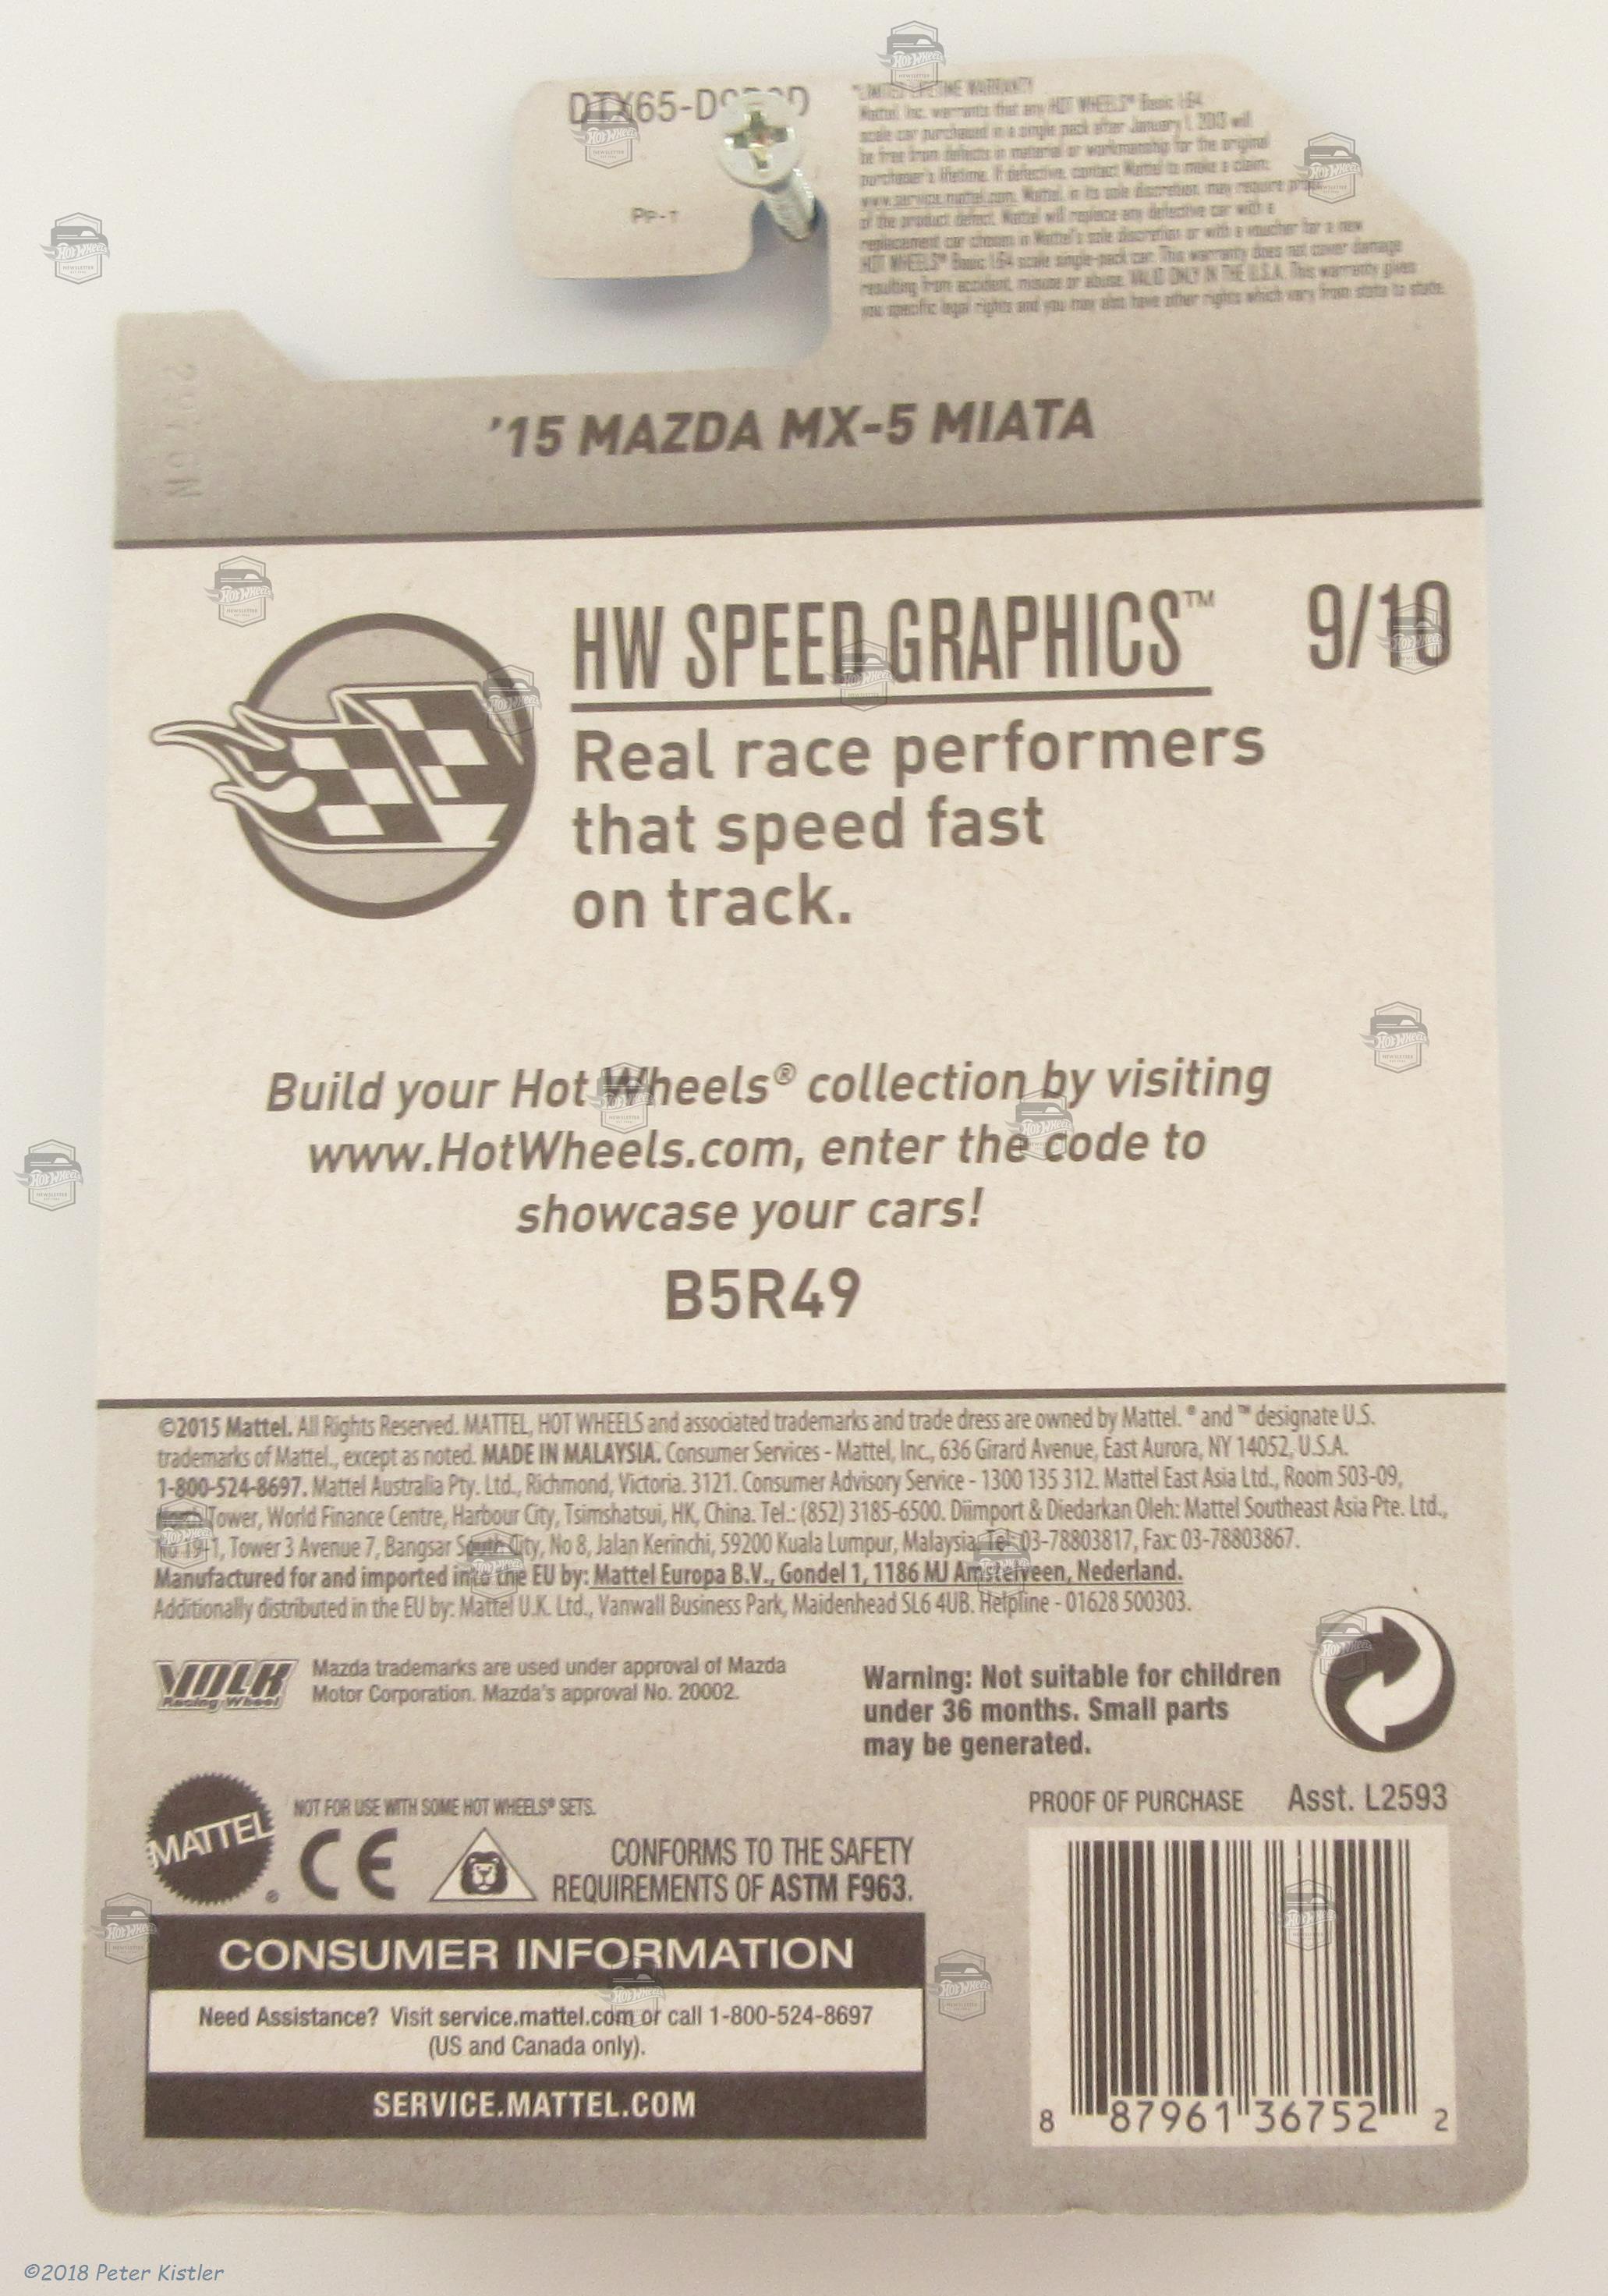 DTX65-D
PP-1
*LIMITED LIFETIME WARRANTY
Mattel Inc. warrants that any HOT WHEELS® Basic 1:64
scale car purchased in a single pack after January 1, 2013 will
be free from defects in material or workmanship for the original
purchaser's lifetime. If defective, contact Mattel to make a claim:
www.service.mattel.com. Mattel, in its sole discretion, may require proof
of the product defect. Mattel will replace any defective car with a
replacement car chosen in Mattel's sole discretion or with a voucher for a new
HOT WHEELS® Basic 1:64 scale single-pack car. This warranty does not cover damage
resulting from accident, misuse or abuse. VALID ONLY IN THE U.S.A. This warranty gives
you specific legal rights and you may also have other rights which vary from state to state.
'15 MAZDA MX-5 MIATA
HW SPEED GRAPHICS™ 9/10
Real race performers
that speed fast
on track.
Build your Hot Wheels® collection by visiting
www.HotWheels.com, enter the code to
showcase your cars!
B5R49
©2015 Mattel. All Rights Reserved. MATTEL, HOT WHEELS and associated trademarks and trade dress are owned by Mattel. ® and ™ designate U.S.
trademarks of Mattel., except as noted. MADE IN MALAYSIA. Consumer Services - Mattel, Inc., 636 Girard Avenue, East Aurora, NY 14052, U.S.A.
1-800-524-8697. Mattel Australia Pty. Ltd., Richmond, Victoria. 3121. Consumer Advisory Service - 1300 135 312. Mattel East Asia Ltd., Room 503-09,
North Tower, World Finance Centre, Harbour City, Tsimshatsui, HK, China. Tel.: (852) 3185-6500. Diimport & Diedarkan Oleh: Mattel Southeast Asia Pte. Ltd.,
No 19-1, Tower 3 Avenue 7, Bangsar South City, No 8, Jalan Kerinchi, 59200 Kuala Lumpur, Malaysia. Tel: 03-78803817, Fax: 03-78803867.
Manufactured for and imported into the EU by: Mattel Europa B.V., Gondel 1, 1186 MJ Amstelveen, Nederland.
Additionally distributed in the EU by: Mattel U.K. Ltd., Vanwall Business Park, Maidenhead SL6 4UB. Helpline - 01628 500303.
VOLK
Racing Wheel
Mazda trademarks are used under approval of Mazda
Motor Corporation. Mazda's approval No. 20002.
Warning: Not suitable for children
under 36 months. Small parts
may be generated.
MATTEL®
NOT FOR USE WITH SOME HOT WHEELS® SETS.
CE
CONFORMS TO THE SAFETY
REQUIREMENTS OF ASTM F963.
PROOF OF PURCHASE Asst. L2593
CONSUMER INFORMATION
Need Assistance? Visit service.mattel.com or call 1-800-524-8697
(US and Canada only).
SERVICE.MATTEL.COM
8 87961 36752 2
©2018 Peter Kistler